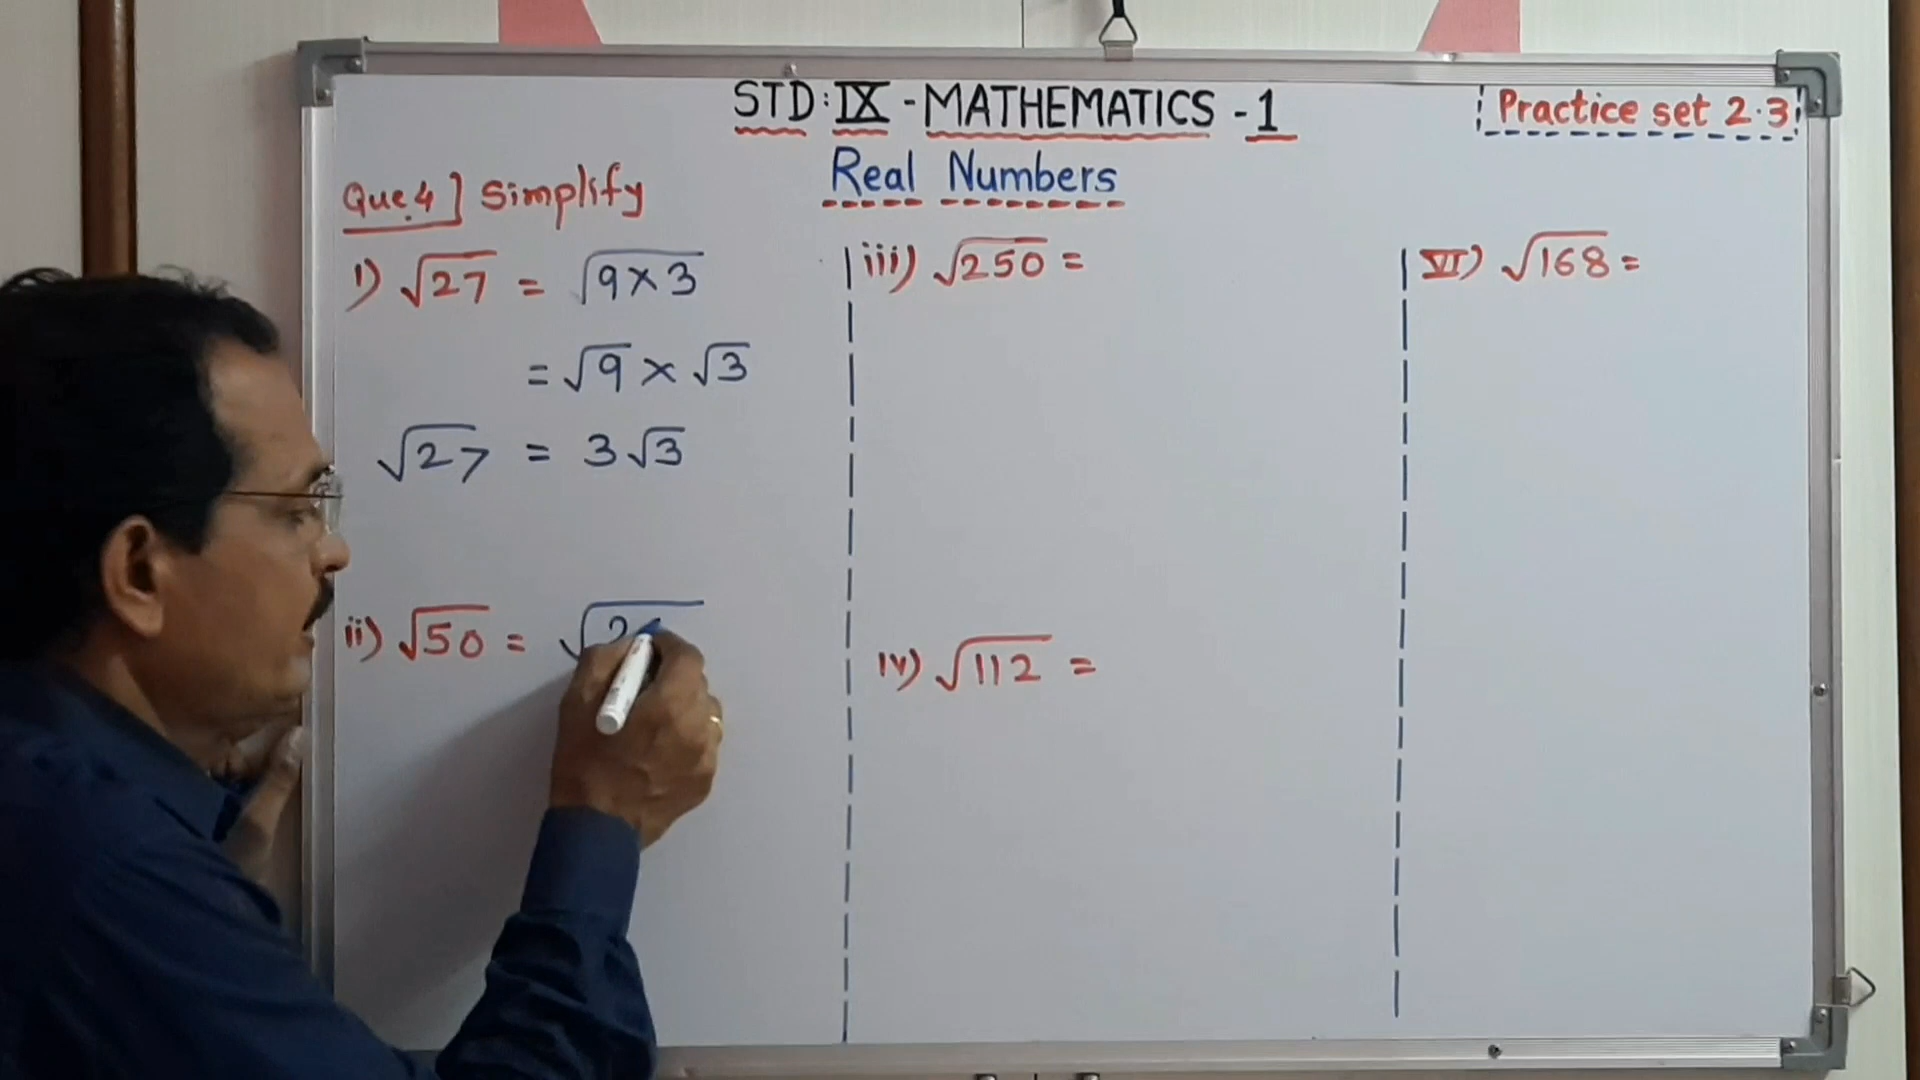 STD: IX - MATHEMATICS - 1
Practice set 2.3
Real Numbers
Que.4] Simplify
i) √27 = √9×3
= √9 × √3
√27 = 3√3
ii) √50 = √2
iii) √250 =
iv) √112 =
VI) √168 =